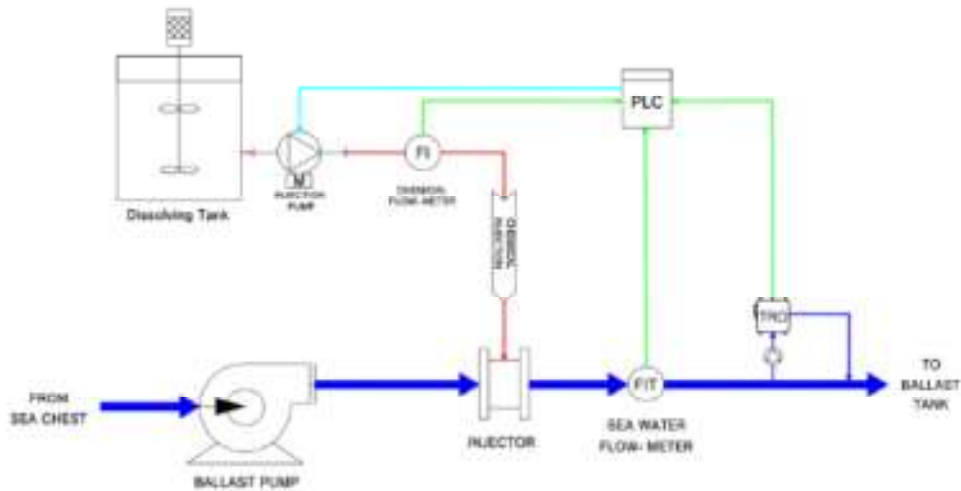 PLC
FI
M
INJECTION
PUMP
CHEMICAL
FLOW-METER
Dissolving Tank
CHEMICAL
INJECTION
TRO
FROM
SEA CHEST
BALLAST PUMP
INJECTOR
FIT
SEA WATER
FLOW- METER
TO
BALLAST
TANK